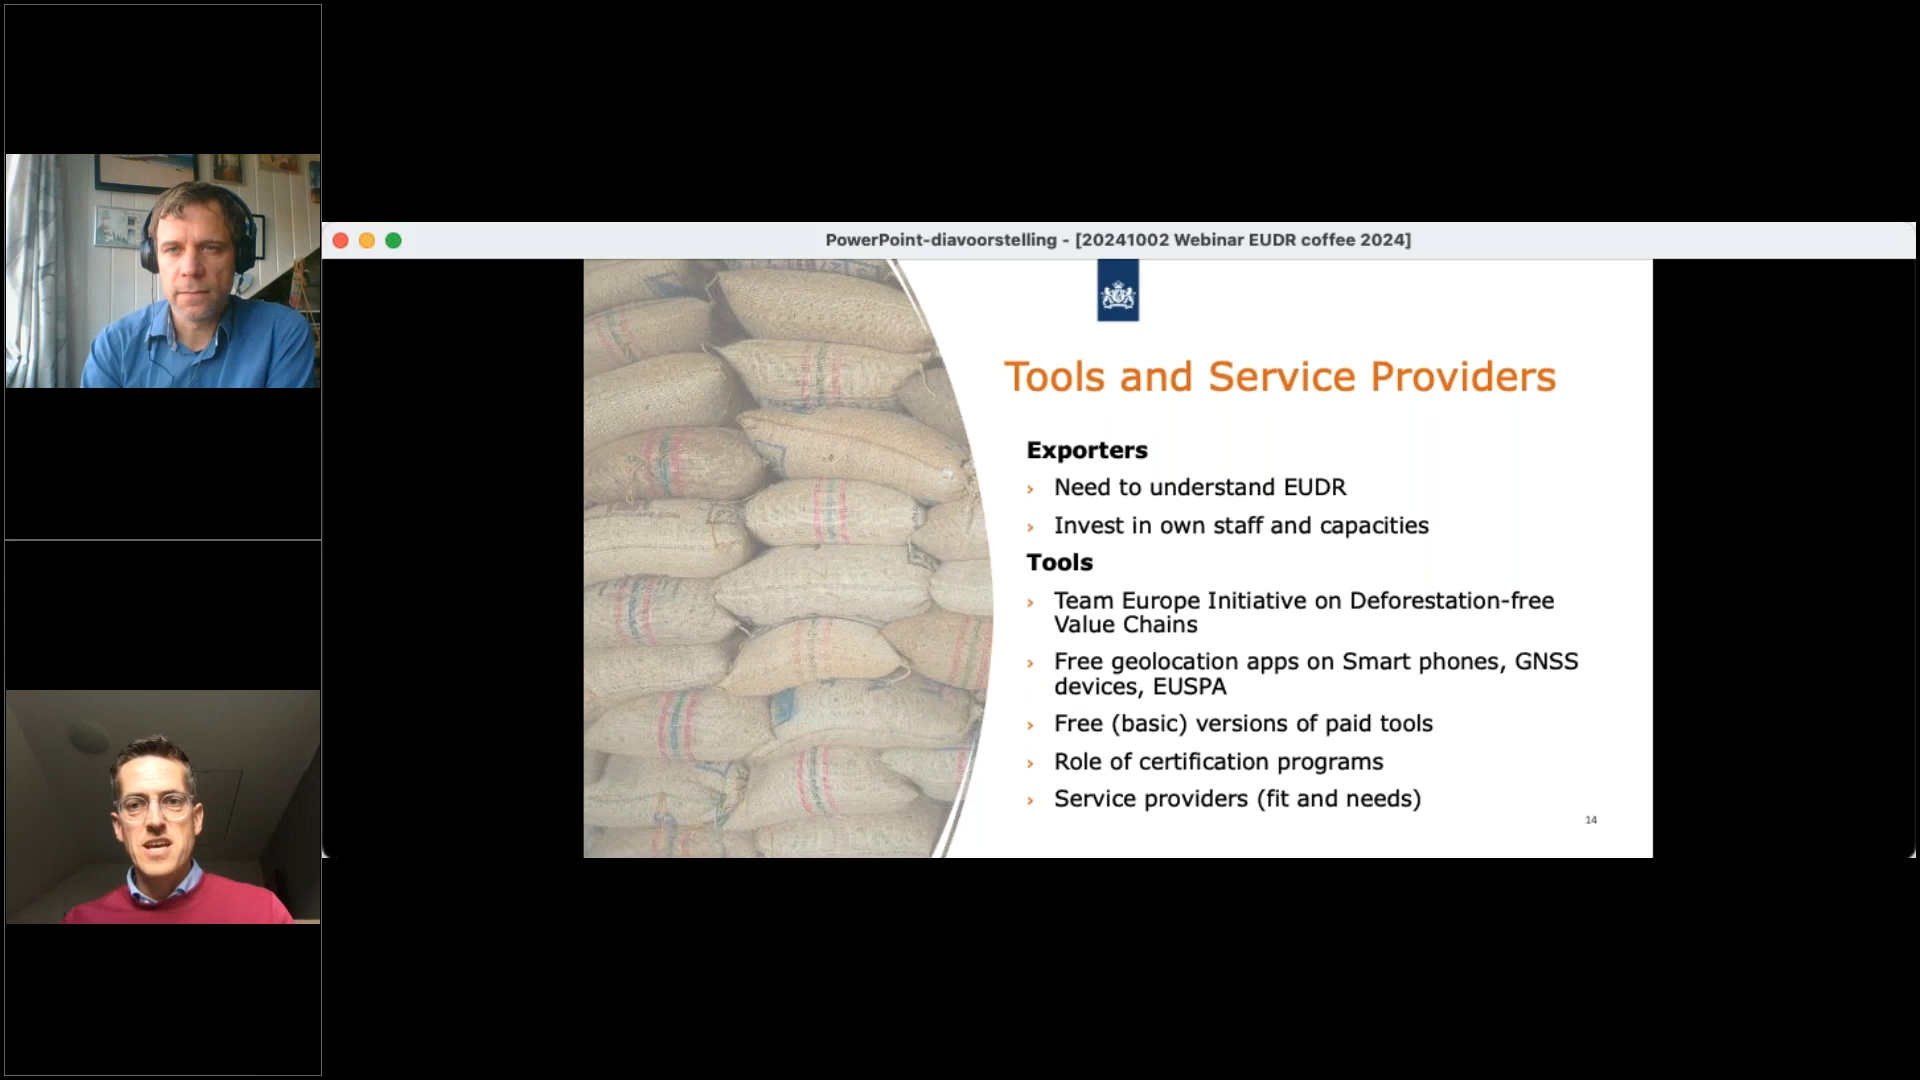 PowerPoint-diavoorstelling - [20241002 Webinar EUDR coffee 2024]
Tools and Service Providers
Exporters
› Need to understand EUDR
› Invest in own staff and capacities
Tools
› Team Europe Initiative on Deforestation-free
Value Chains
› Free geolocation apps on Smart phones, GNSS
devices, EUSPA
› Free (basic) versions of paid tools
› Role of certification programs
› Service providers (fit and needs)
14